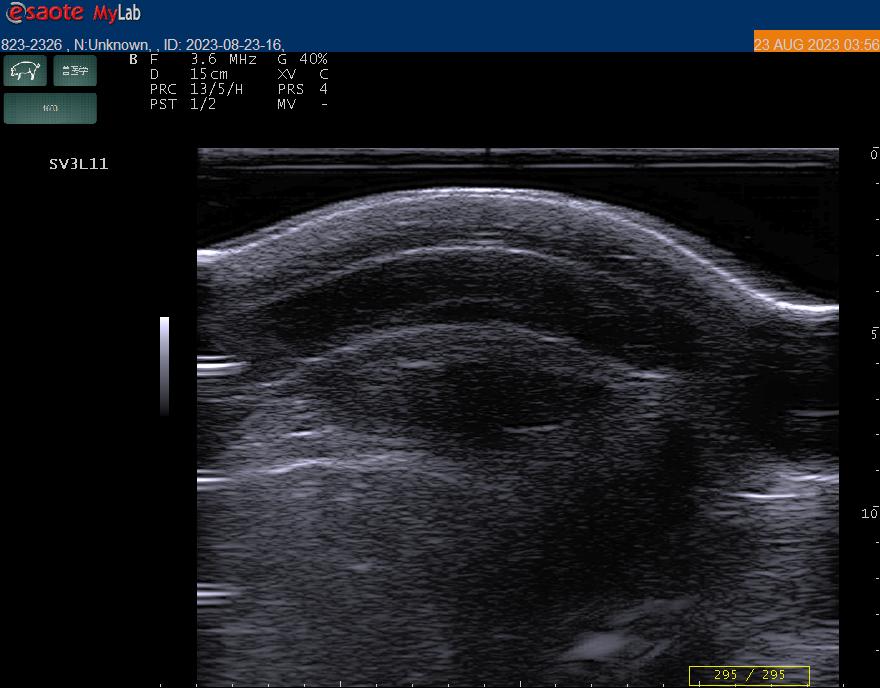 esaote MyLab
823-2326 , N:Unknown, , ID: 2023-08-23-16,
23 AUG 2023 03:56
兽医学
1603
B F 3.6 MHz G 40%
D 15cm XV C
PRC 13/5/H PRS 4
PST 1/2 MV -
SV3L11
0
5
10
295 / 295